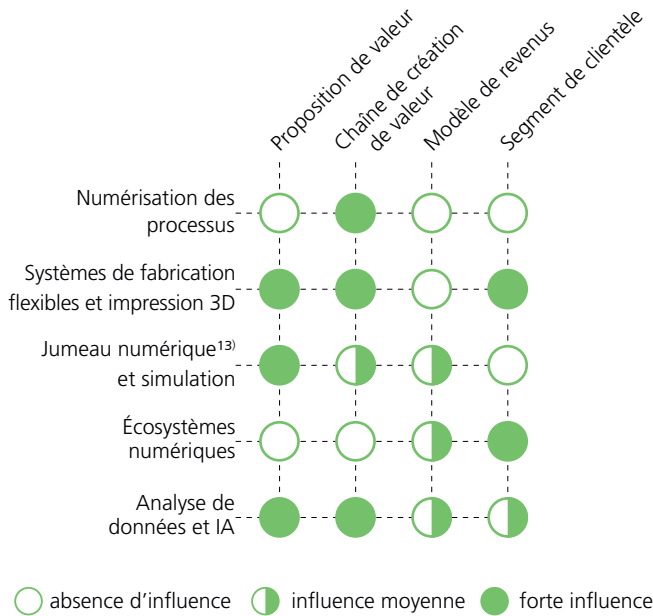 Proposition de valeur
Chaîne de création
de valeur
Modèle de revenus
Segment de clientèle
Numérisation des
processus
Systèmes de fabrication
flexibles et impression 3D
Jumeau numérique¹³⁾
et simulation
Écosystèmes
numériques
Analyse de
données et IA
absence d'influence
influence moyenne
forte influence